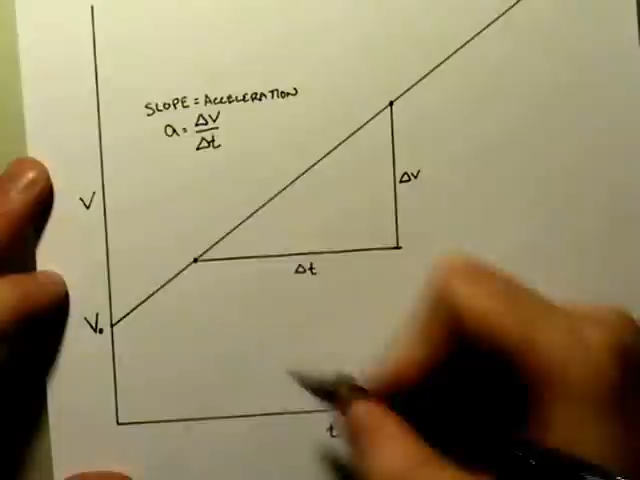 SLOPE = ACCELERATION
a = ΔV/Δt
V
ΔV
Δt
V₀
t